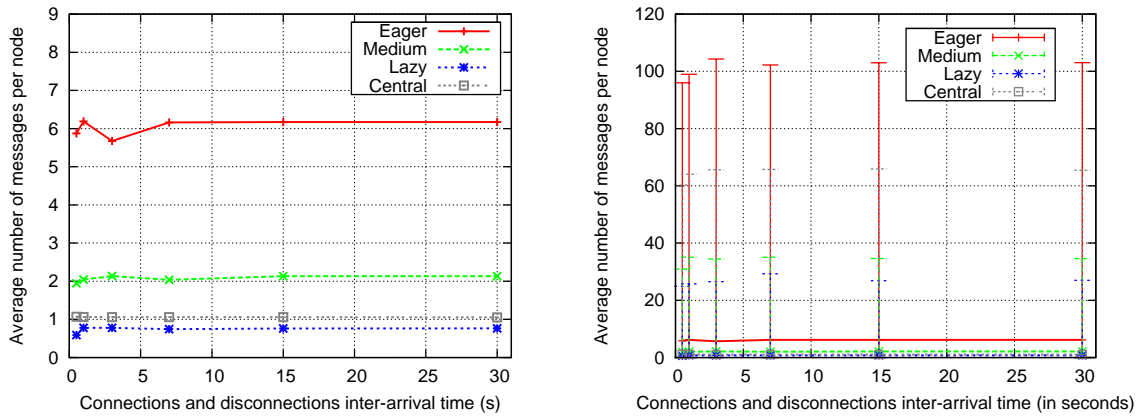 Average number of messages per node
9
8
7
6
5
4
3
2
1
0
0 5 10 15 20 25 30
Connections and disconnections inter-arrival time (s)
Eager
Medium
Lazy
Central
Average number of messages per node
120
100
80
60
40
20
0
0 5 10 15 20 25 30
Connections and disconnections inter-arrival time (in seconds)
Eager
Medium
Lazy
Central